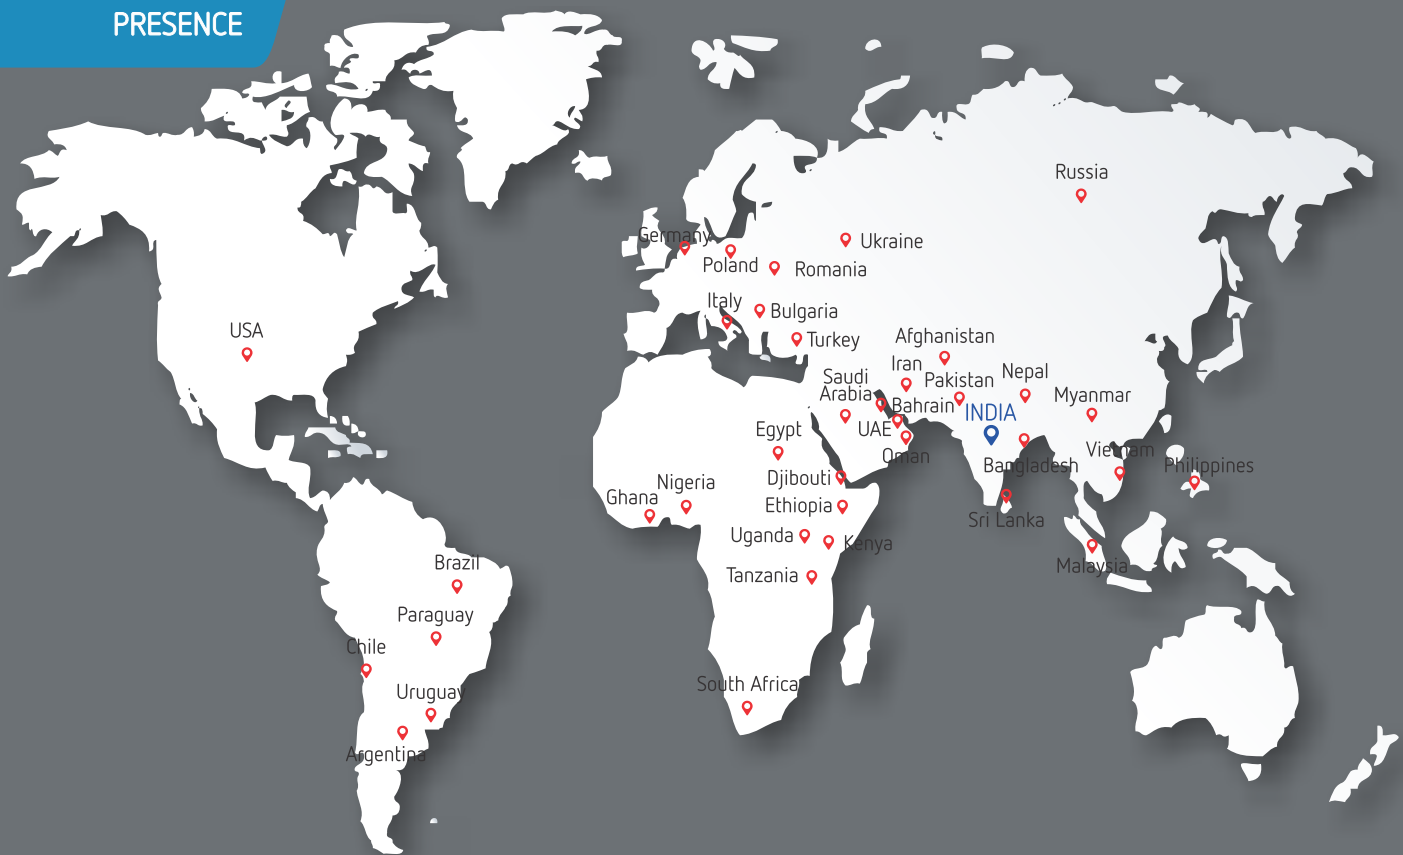 PRESENCE
Russia
Germany
Ukraine
Poland
Romania
Italy
Bulgaria
USA
Turkey
Afghanistan
Iran
Nepal
Saudi
Arabia
Pakistan
Myanmar
Bahrain
INDIA
Egypt
UAE
Oman
Vietnam
Bangladesh
Philippines
Djibouti
Nigeria
Ghana
Ethiopia
Sri Lanka
Uganda
Kenya
Brazil
Malaysia
Tanzania
Paraguay
Chile
South Africa
Uruguay
Argentina